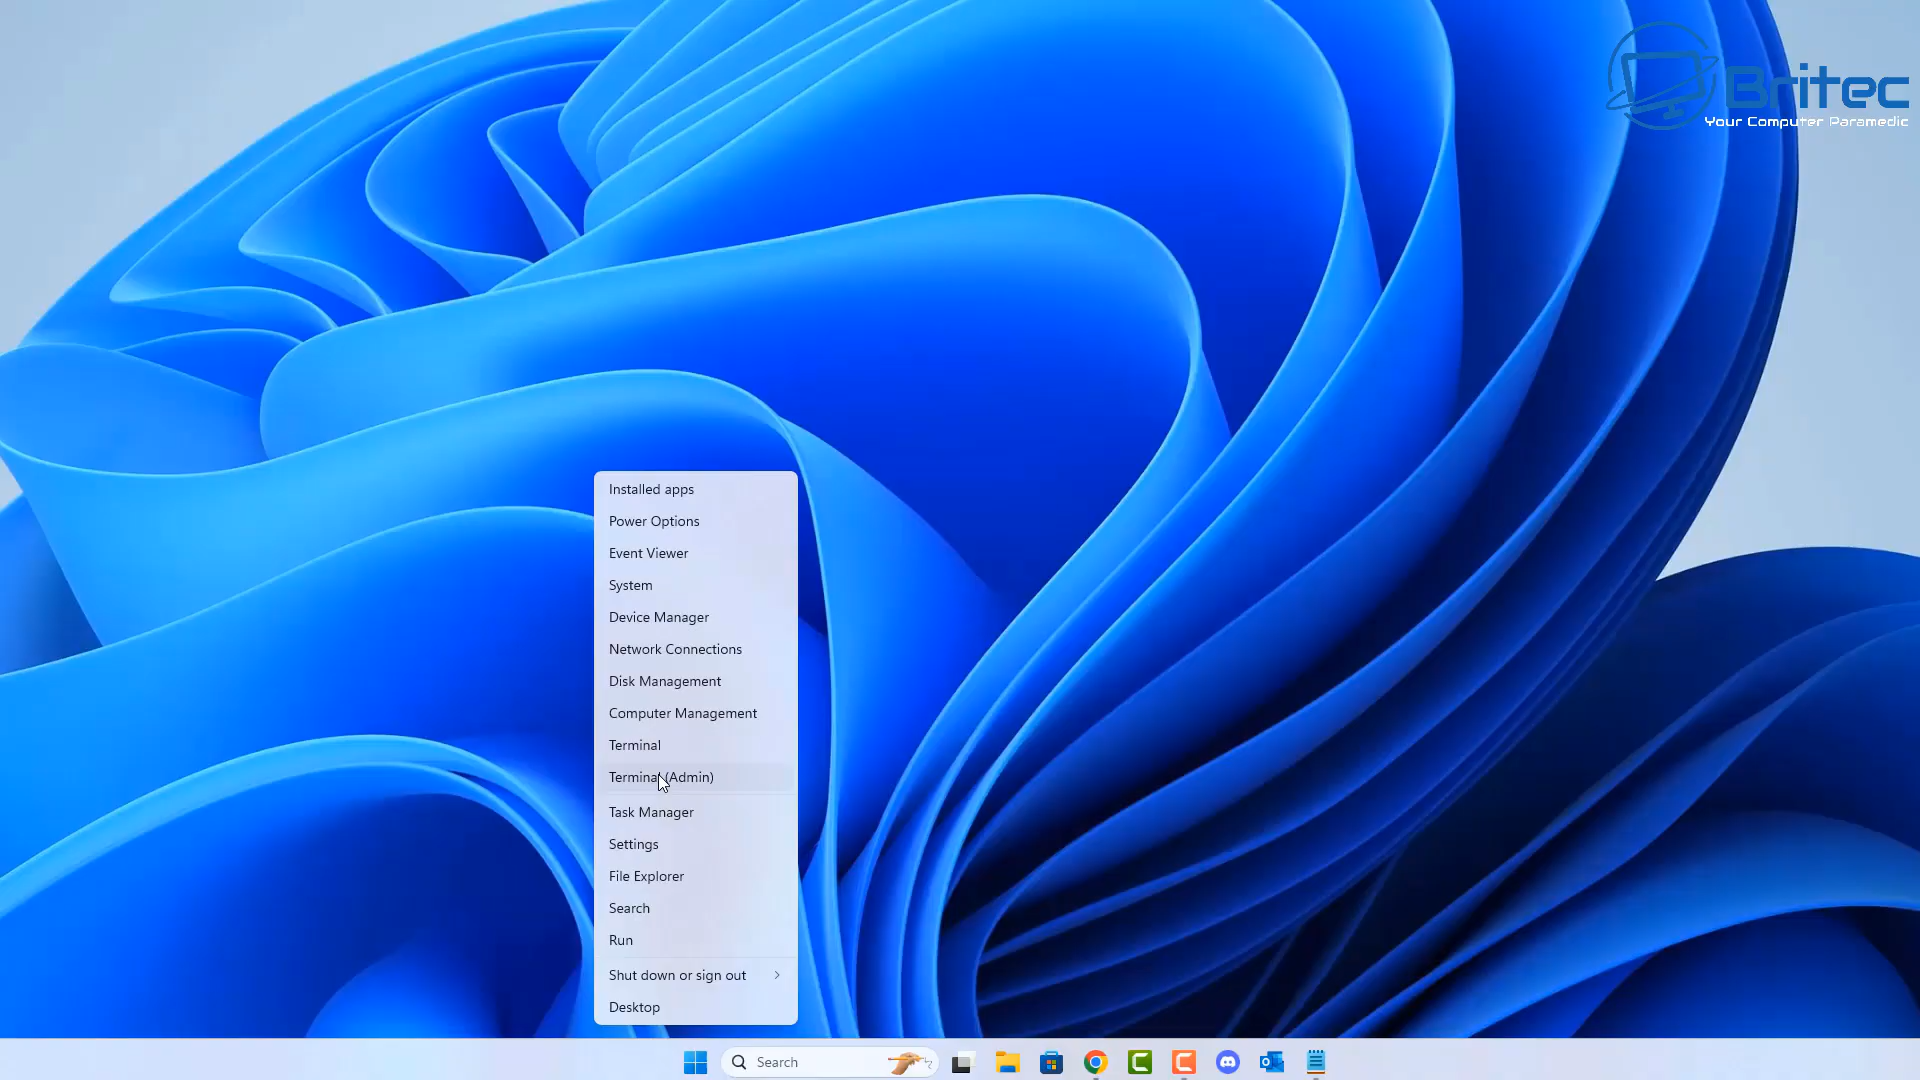 Britec
Your Computer Paramedic
Installed apps
Power Options
Event Viewer
System
Device Manager
Network Connections
Disk Management
Computer Management
Terminal
Terminal (Admin)
Task Manager
Settings
File Explorer
Search
Run
Shut down or sign out
Desktop
Search